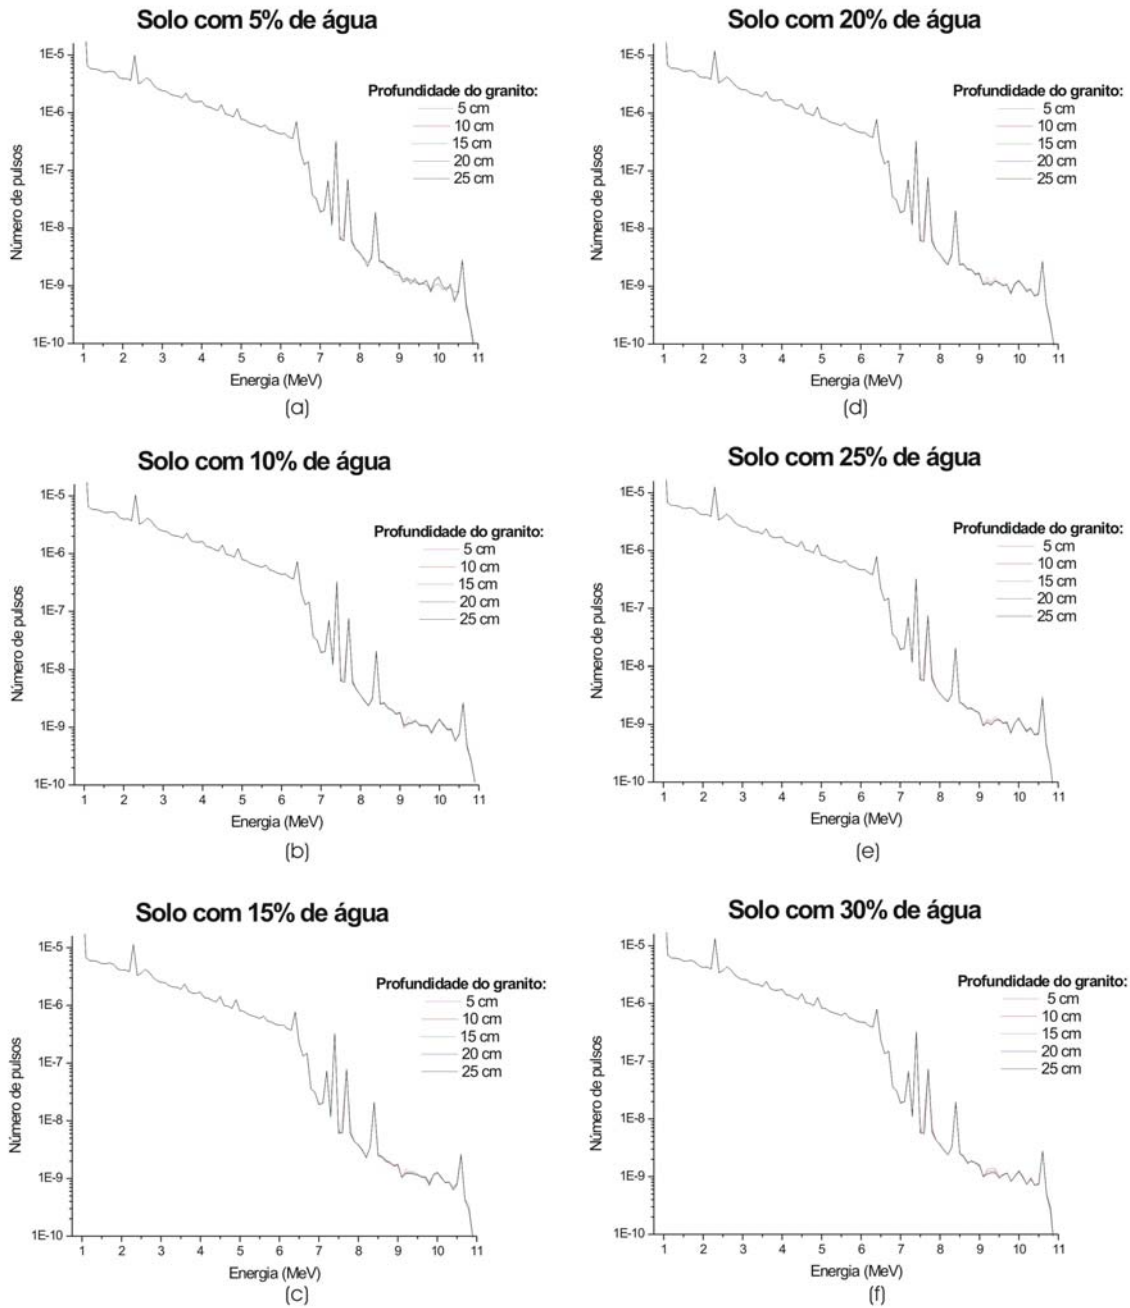 Solo com 5% de água
1E-5
1E-6
1E-7
1E-8
1E-9
1E-10
Número de pulsos
Profundidade do granito:
5 cm
10 cm
15 cm
20 cm
25 cm
1 2 3 4 5 6 7 8 9 10 11
Energia (MeV)
(a)
Solo com 20% de água
1E-5
1E-6
1E-7
1E-8
1E-9
1E-10
Número de pulsos
Profundidade do granito:
5 cm
10 cm
15 cm
20 cm
25 cm
1 2 3 4 5 6 7 8 9 10 11
Energia (MeV)
(d)
Solo com 10% de água
1E-5
1E-6
1E-7
1E-8
1E-9
1E-10
Número de pulsos
Profundidade do granito:
5 cm
10 cm
15 cm
20 cm
25 cm
1 2 3 4 5 6 7 8 9 10 11
Energia (MeV)
(b)
Solo com 25% de água
1E-5
1E-6
1E-7
1E-8
1E-9
1E-10
Número de pulsos
Profundidade do granito:
5 cm
10 cm
15 cm
20 cm
25 cm
1 2 3 4 5 6 7 8 9 10 11
Energia (MeV)
(e)
Solo com 15% de água
1E-5
1E-6
1E-7
1E-8
1E-9
1E-10
Número de pulsos
Profundidade do granito:
5 cm
10 cm
15 cm
20 cm
25 cm
1 2 3 4 5 6 7 8 9 10 11
Energia (MeV)
(c)
Solo com 30% de água
1E-5
1E-6
1E-7
1E-8
1E-9
1E-10
Número de pulsos
Profundidade do granito:
5 cm
10 cm
15 cm
20 cm
25 cm
1 2 3 4 5 6 7 8 9 10 11
Energia (MeV)
(f)